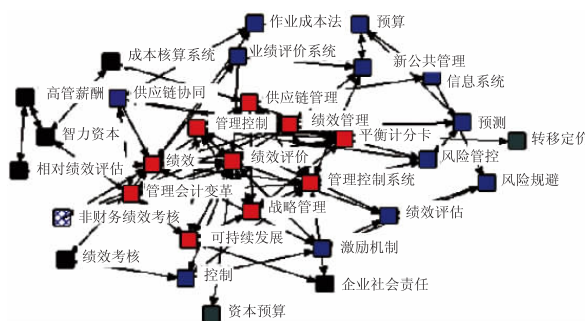 作业成本法
预算
成本核算系统
业绩评价系统
新公共管理
信息系统
高管薪酬
供应链协同
供应链管理
智力资本
管理控制
绩效管理
预测
平衡计分卡
转移定价
相对绩效评估
绩效
绩效评价
风险管控
管理会计变革
管理控制系统
风险规避
非财务绩效考核
战略管理
绩效评估
可持续发展
激励机制
绩效考核
控制
企业社会责任
资本预算